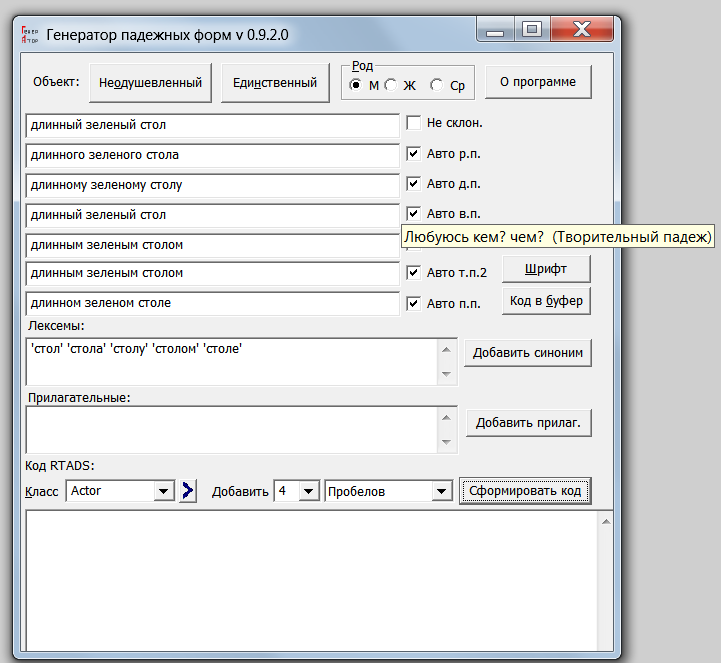 Генер Атор Генератор падежных форм v 0.9.2.0
Объект: Неодушевленный Единственный Род М Ж Ср О программе
длинный зеленый стол Не склон.
длинного зеленого стола Авто р.п.
длинному зеленому столу Авто д.п.
длинный зеленый стол Авто в.п.
Любуюсь кем? чем? (Творительный падеж)
длинным зеленым столом
длинным зеленым столом Авто т.п.2 Шрифт
длинном зеленом столе Авто п.п. Код в буфер
Лексемы:
'стол' 'стола' 'столу' 'столом' 'столе' Добавить синоним
Прилагательные:
Добавить прилаг.
Код RTADS:
Класс Actor Добавить 4 Пробелов Сформировать код